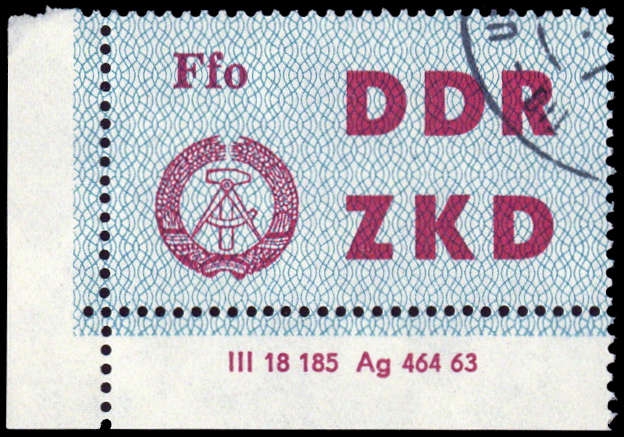 Ffo
DDR
ZKD
III 18 185 Ag 464 63